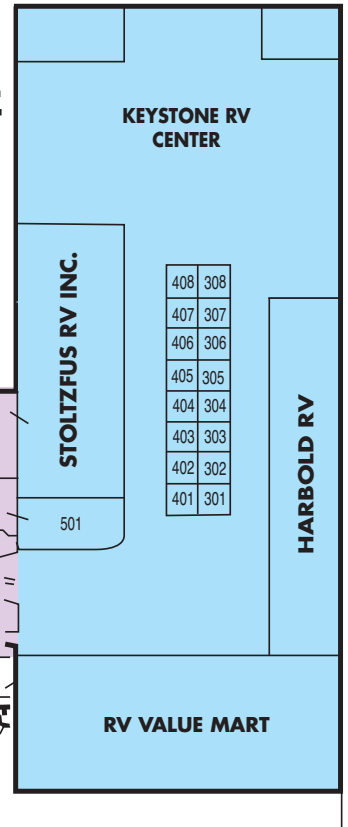 KEYSTONE RV
CENTER
STOLTZFUS RV INC.
408 308
407 307
406 306
405 305
404 304
403 303
402 302
401 301
HARBOLD RV
501
RV VALUE MART